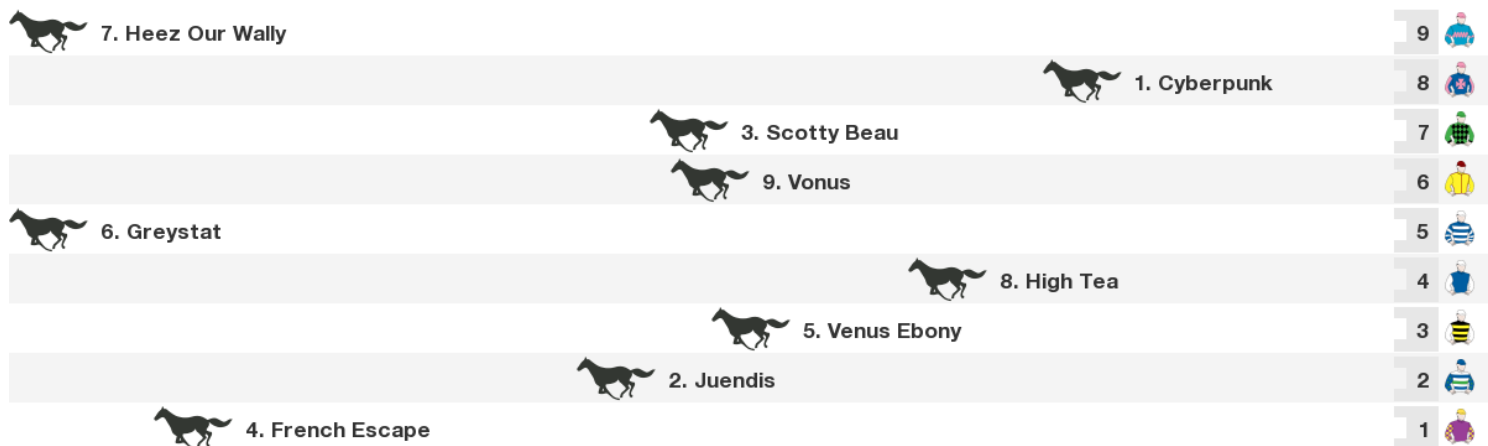 7. Heez Our Wally 9
1. Cyberpunk 8
3. Scotty Beau 7
9. Vonus 6
6. Greystat 5
8. High Tea 4
5. Venus Ebony 3
2. Juendis 2
4. French Escape 1